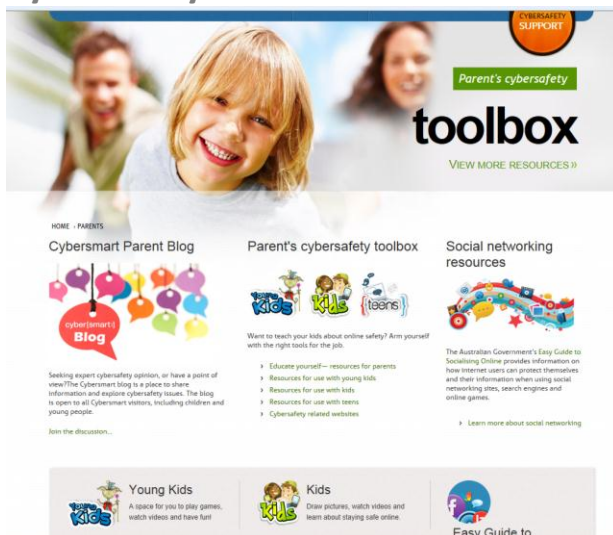 CYBERSAFETY
SUPPORT
Parent's cybersafety
toolbox
VIEW MORE RESOURCES »
HOME › PARENTS
Cybersmart Parent Blog
cyber(smart:)
Blog
Seeking expert cybersafety opinion, or have a point of
view?The Cybersmart blog is a place to share
information and explore cybersafety issues. The blog
is open to all Cybersmart visitors, including children and
young people.
Join the discussion...
Parent's cybersafety toolbox
Young
Kids
Kids
{teens}
Want to teach your kids about online safety? Arm yourself
with the right tools for the job.
› Educate yourself— resources for parents
› Resources for use with young kids
› Resources for use with kids
› Resources for use with teens
› Cybersafety related websites
Social networking
resources
The Australian Government's Easy Guide to
Socialising Online provides information on
how internet users can protect themselves
and their information when using social
networking sites, search engines and
online games.
› Learn more about social networking
Young
Kids
Young Kids
A space for you to play games,
watch videos and have fun!
Kids
Kids
Draw pictures, watch videos and
learn about staying safe online.
f
Easy Guide to